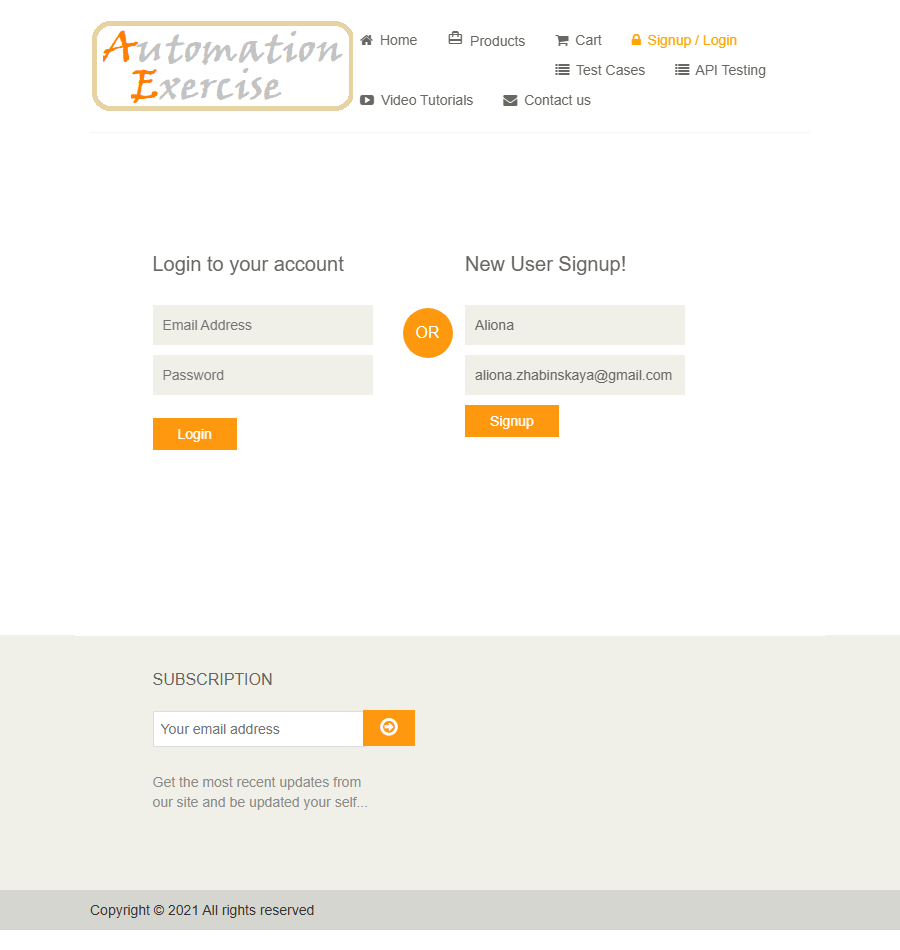 Automation
Exercise
Home Products Cart Signup / Login
Test Cases API Testing
Video Tutorials Contact us
Login to your account
Email Address
Password
Login
OR
New User Signup!
Aliona
aliona.zhabinskaya@gmail.com
Signup
SUBSCRIPTION
Your email address
Get the most recent updates from
our site and be updated your self...
Copyright © 2021 All rights reserved